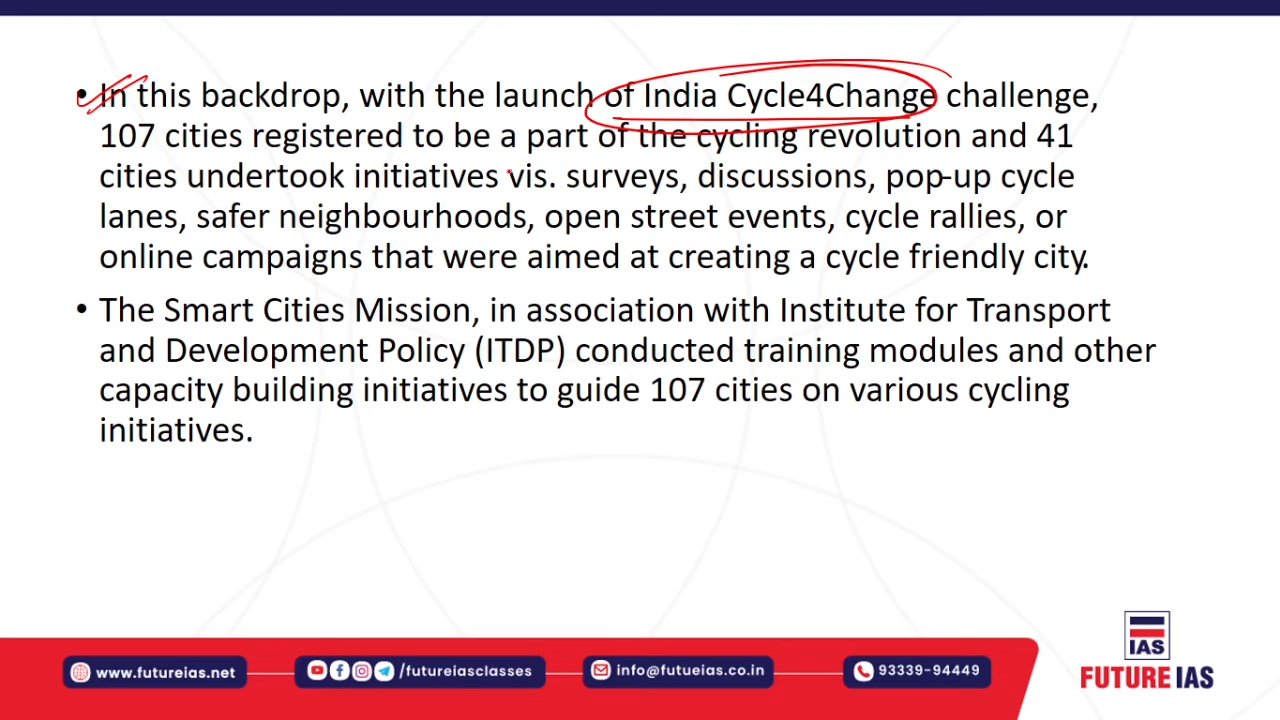 • In this backdrop, with the launch of India Cycle4Change challenge,
107 cities registered to be a part of the cycling revolution and 41
cities undertook initiatives vis. surveys, discussions, pop-up cycle
lanes, safer neighbourhoods, open street events, cycle rallies, or
online campaigns that were aimed at creating a cycle friendly city.
• The Smart Cities Mission, in association with Institute for Transport
and Development Policy (ITDP) conducted training modules and other
capacity building initiatives to guide 107 cities on various cycling
initiatives.
www.futureias.net
/futureiasclasses
info@futueias.co.in
93339-94449
IAS
FUTURE IAS